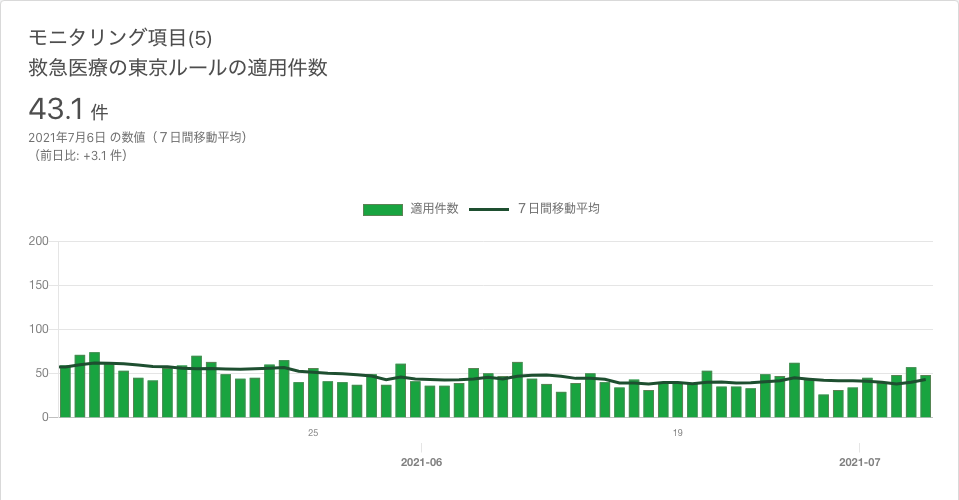 モニタリング項目(5)
救急医療の東京ルールの適用件数
43.1 件
2021年7月6日 の数値（７日間移動平均）
（前日比: +3.1 件）
適用件数 ７日間移動平均
200
150
100
50
0
25 19
2021-06 2021-07